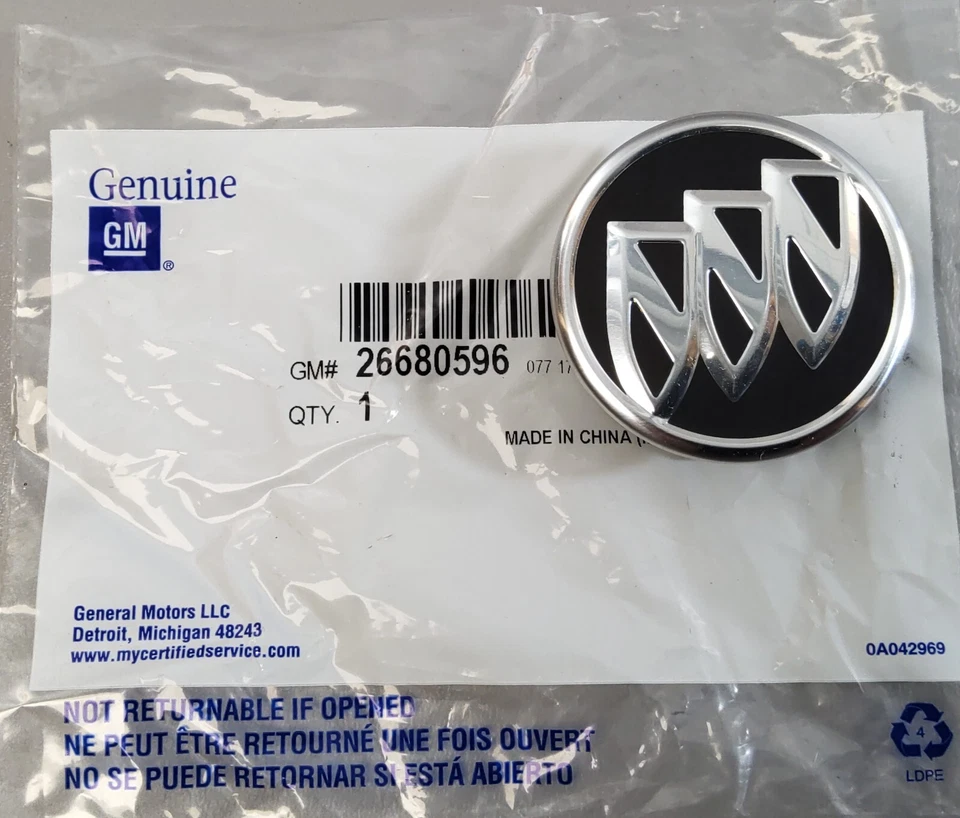 Genuine
GM
®
GM# 26680596 077 17
QTY. 1
MADE IN CHINA
General Motors LLC
Detroit, Michigan 48243
www.mycertifiedservice.com
0A042969
NOT RETURNABLE IF OPENED
NE PEUT ÊTRE RETOURNÉ UNE FOIS OUVERT
NO SE PUEDE RETORNAR SI ESTÁ ABIERTO
4
LDPE